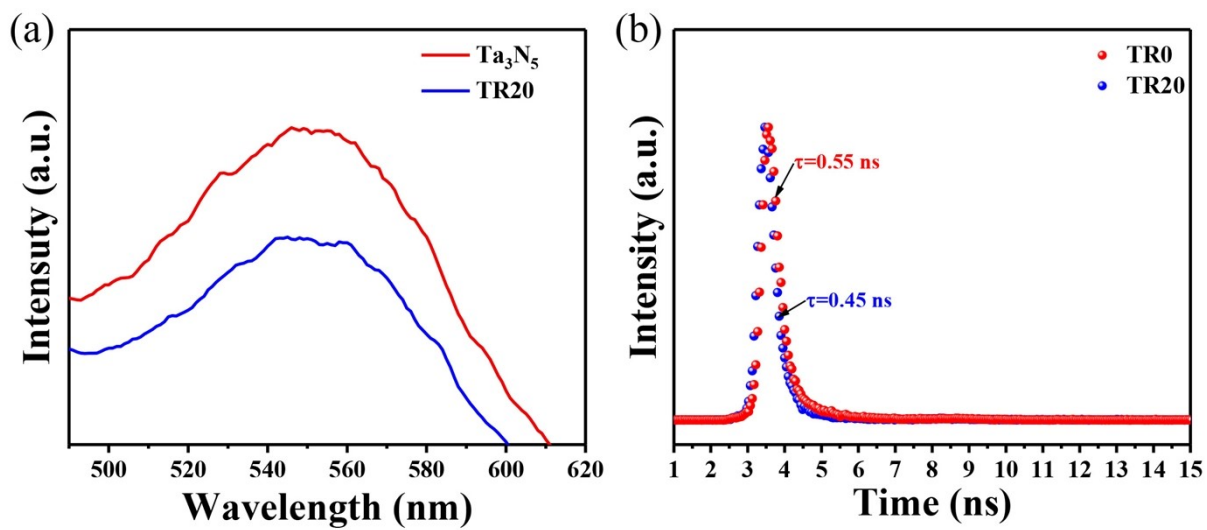 (a)
Ta₃N₅
TR20
Intensuty (a.u.)
500 520 540 560 580 600 620
Wavelength (nm)
(b)
TR0
TR20
τ=0.55 ns
τ=0.45 ns
Intensity (a.u.)
1 2 3 4 5 6 7 8 9 10 11 12 13 14 15
Time (ns)